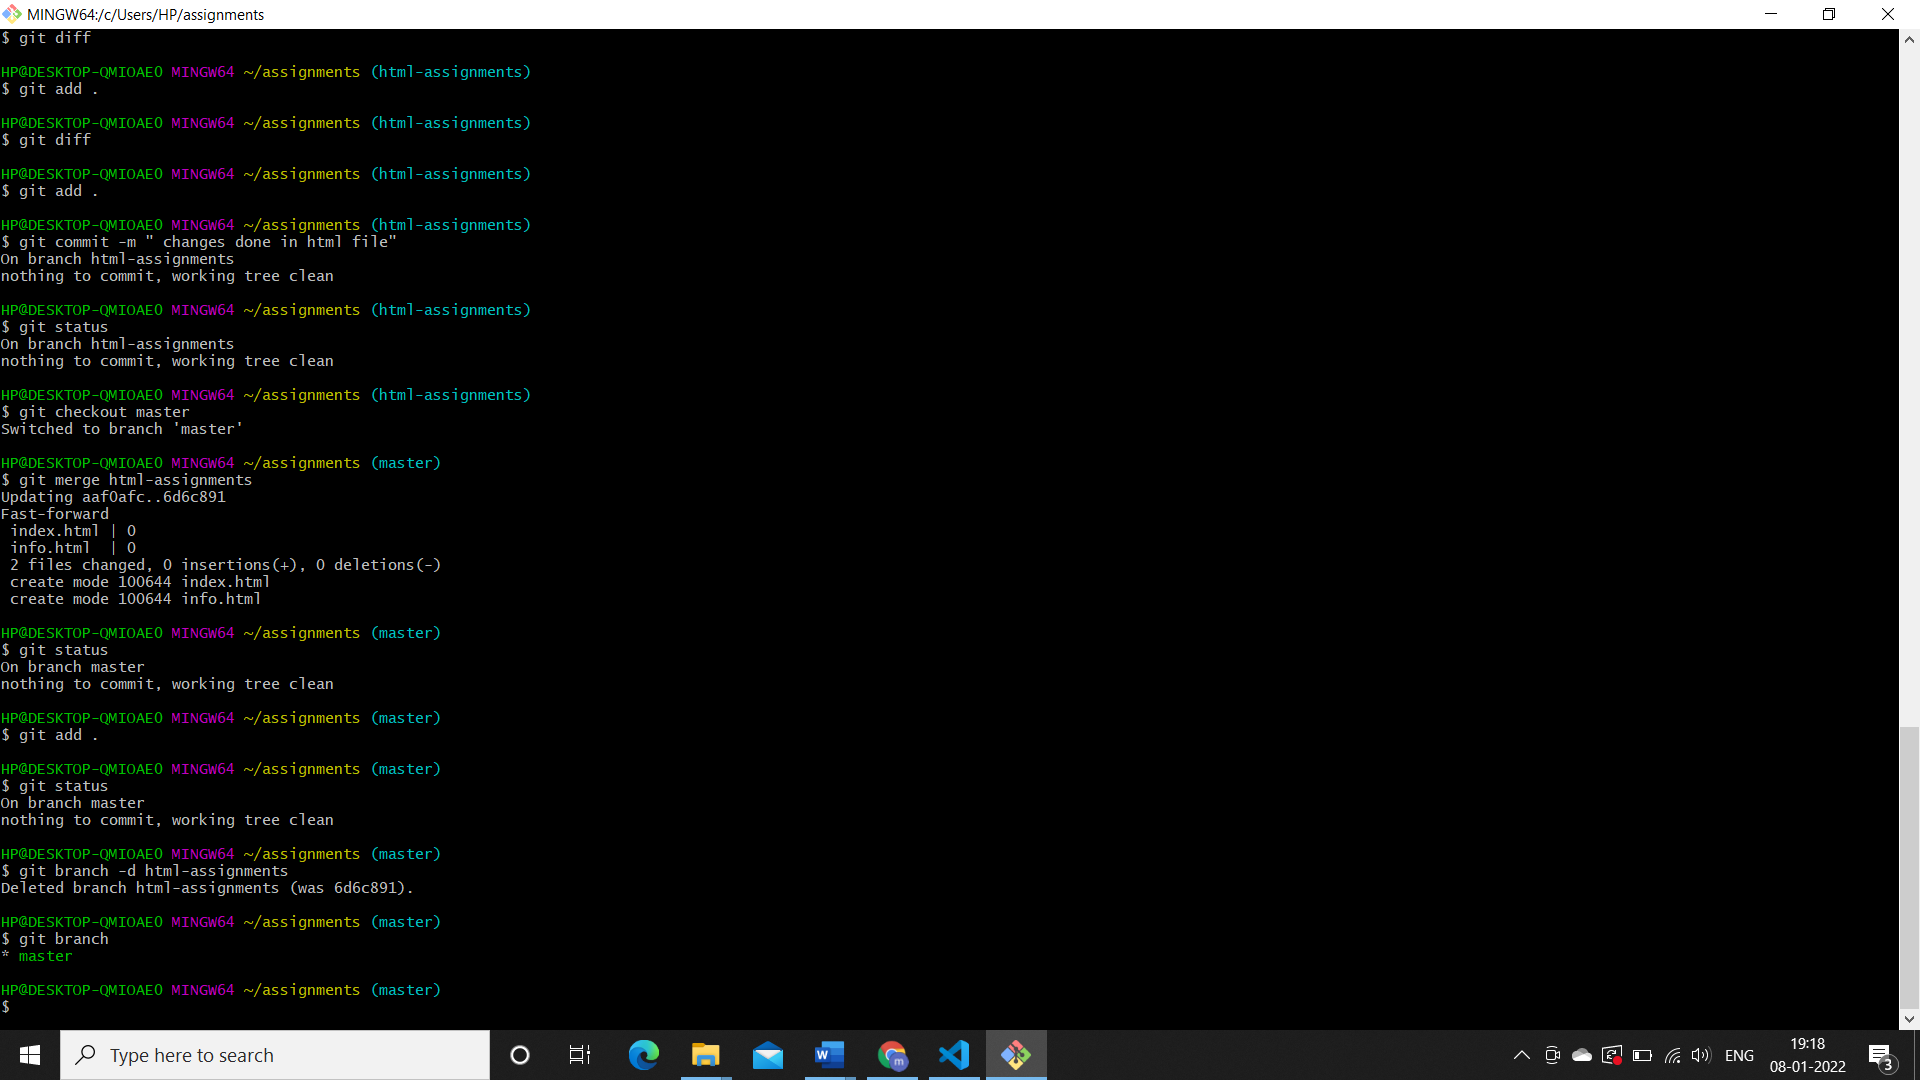 MINGW64:/c/Users/HP/assignments
$ git diff
HP@DESKTOP-QMIOAEO MINGW64 ~/assignments (html-assignments)
$ git add .
HP@DESKTOP-QMIOAEO MINGW64 ~/assignments (html-assignments)
$ git diff
HP@DESKTOP-QMIOAEO MINGW64 ~/assignments (html-assignments)
$ git add .
HP@DESKTOP-QMIOAEO MINGW64 ~/assignments (html-assignments)
$ git commit -m " changes done in html file"
On branch html-assignments
nothing to commit, working tree clean
HP@DESKTOP-QMIOAEO MINGW64 ~/assignments (html-assignments)
$ git status
On branch html-assignments
nothing to commit, working tree clean
HP@DESKTOP-QMIOAEO MINGW64 ~/assignments (html-assignments)
$ git checkout master
Switched to branch 'master'
HP@DESKTOP-QMIOAEO MINGW64 ~/assignments (master)
$ git merge html-assignments
Updating aaf0afc..6d6c891
Fast-forward
index.html | 0
info.html | 0
2 files changed, 0 insertions(+), 0 deletions(-)
create mode 100644 index.html
create mode 100644 info.html
HP@DESKTOP-QMIOAEO MINGW64 ~/assignments (master)
$ git status
On branch master
nothing to commit, working tree clean
HP@DESKTOP-QMIOAEO MINGW64 ~/assignments (master)
$ git add .
HP@DESKTOP-QMIOAEO MINGW64 ~/assignments (master)
$ git status
On branch master
nothing to commit, working tree clean
HP@DESKTOP-QMIOAEO MINGW64 ~/assignments (master)
$ git branch -d html-assignments
Deleted branch html-assignments (was 6d6c891).
HP@DESKTOP-QMIOAEO MINGW64 ~/assignments (master)
$ git branch
* master
HP@DESKTOP-QMIOAEO MINGW64 ~/assignments (master)
$
Type here to search
W
m
ENG
19:18
08-01-2022
3